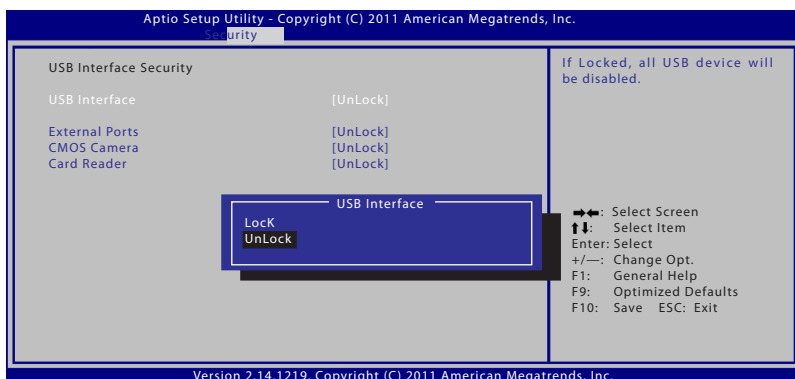 Aptio Setup Utility - Copyright (C) 2011 American Megatrends, Inc.
Security
USB Interface Security
USB Interface [UnLock]
External Ports [UnLock]
CMOS Camera [UnLock]
Card Reader [UnLock]
If Locked, all USB device will
be disabled.
USB Interface
LocK
UnLock
➡⬅: Select Screen
⬆⬇: Select Item
Enter: Select
+/—: Change Opt.
F1: General Help
F9: Optimized Defaults
F10: Save ESC: Exit
Version 2.14.1219. Copyright (C) 2011 American Megatrends, Inc.